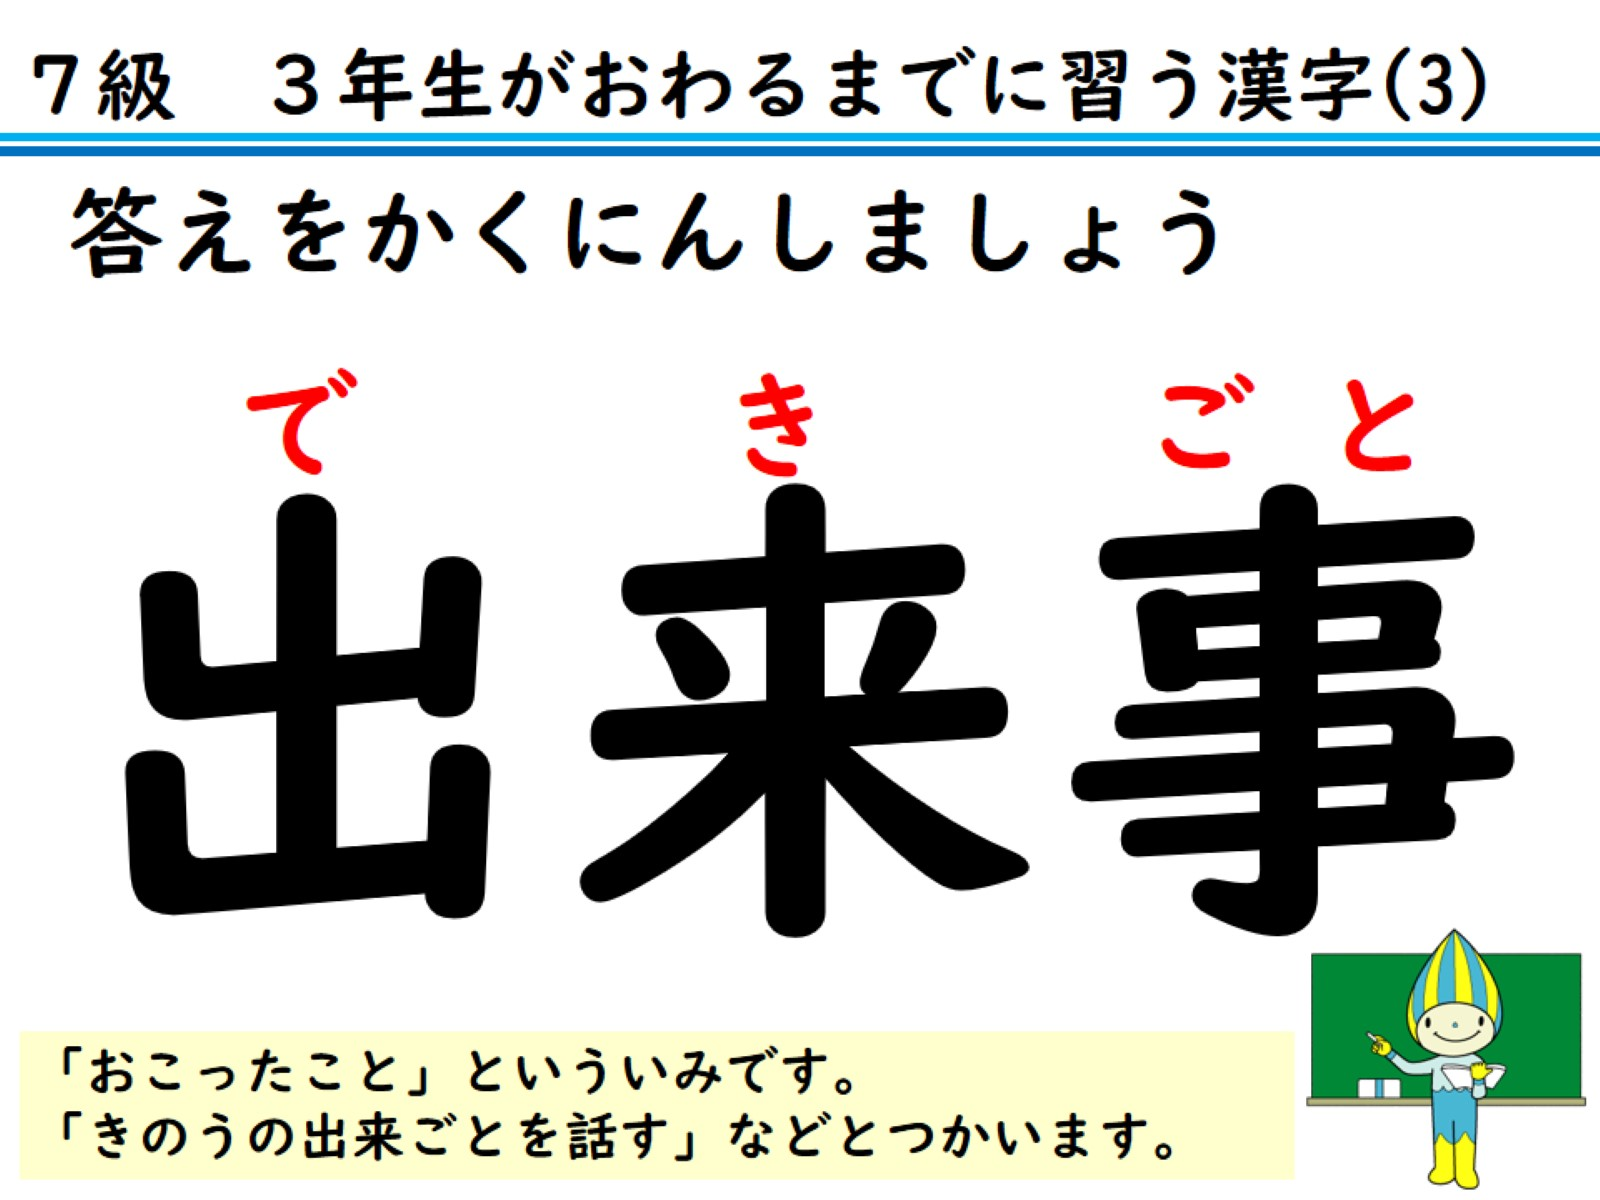 ７級　３年生がおわるまでに習う漢字(3)
答えをかくにんしましょう
で き ごと
出来事
「おこったこと」といういみです。
「きのうの出来ごとを話す」などとつかいます。